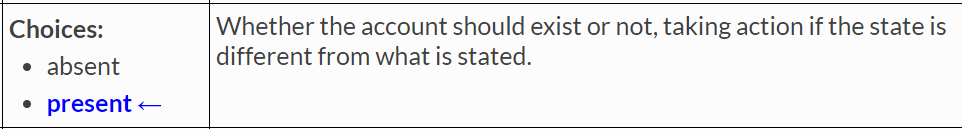 Choices:
• absent
• present ←
Whether the account should exist or not, taking action if the state is
different from what is stated.